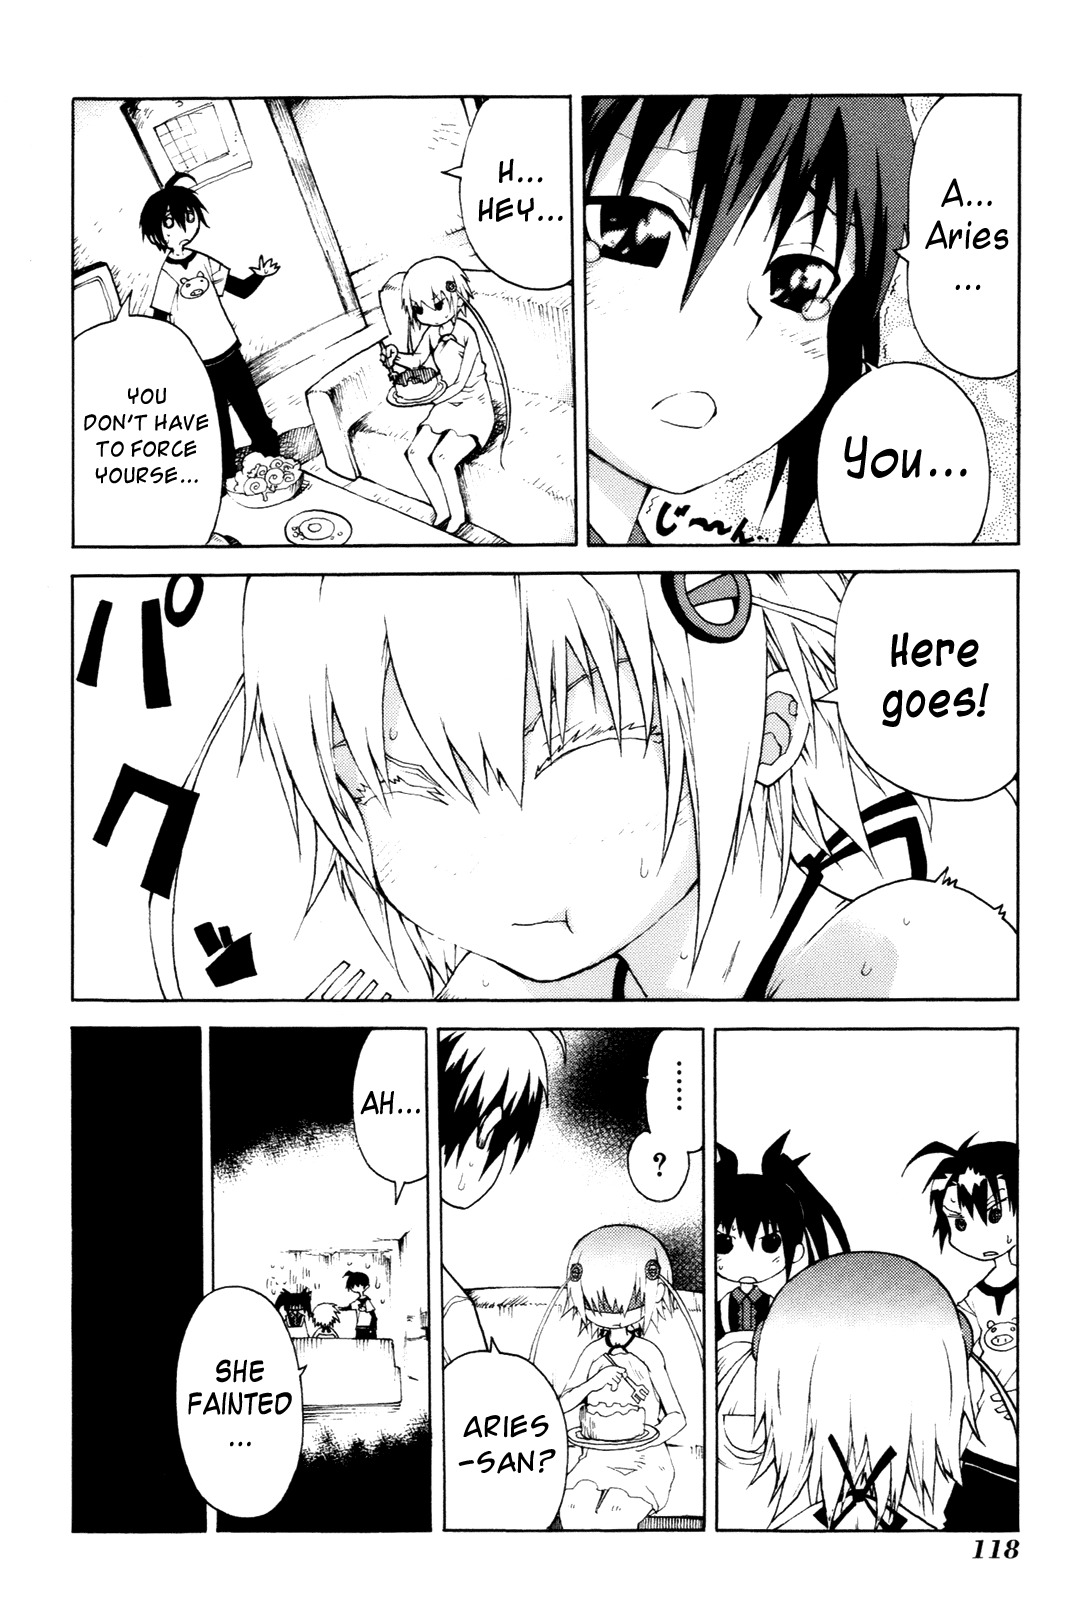 A...
Aries
...
You...
じ〜〜ん...
H...
HEY...
YOU
DON'T HAVE
TO FORCE
YOURSE...
Here
goes!
パクッ
.......
?
ARIES
-SAN?
AH...
SHE
FAINTED
...
118